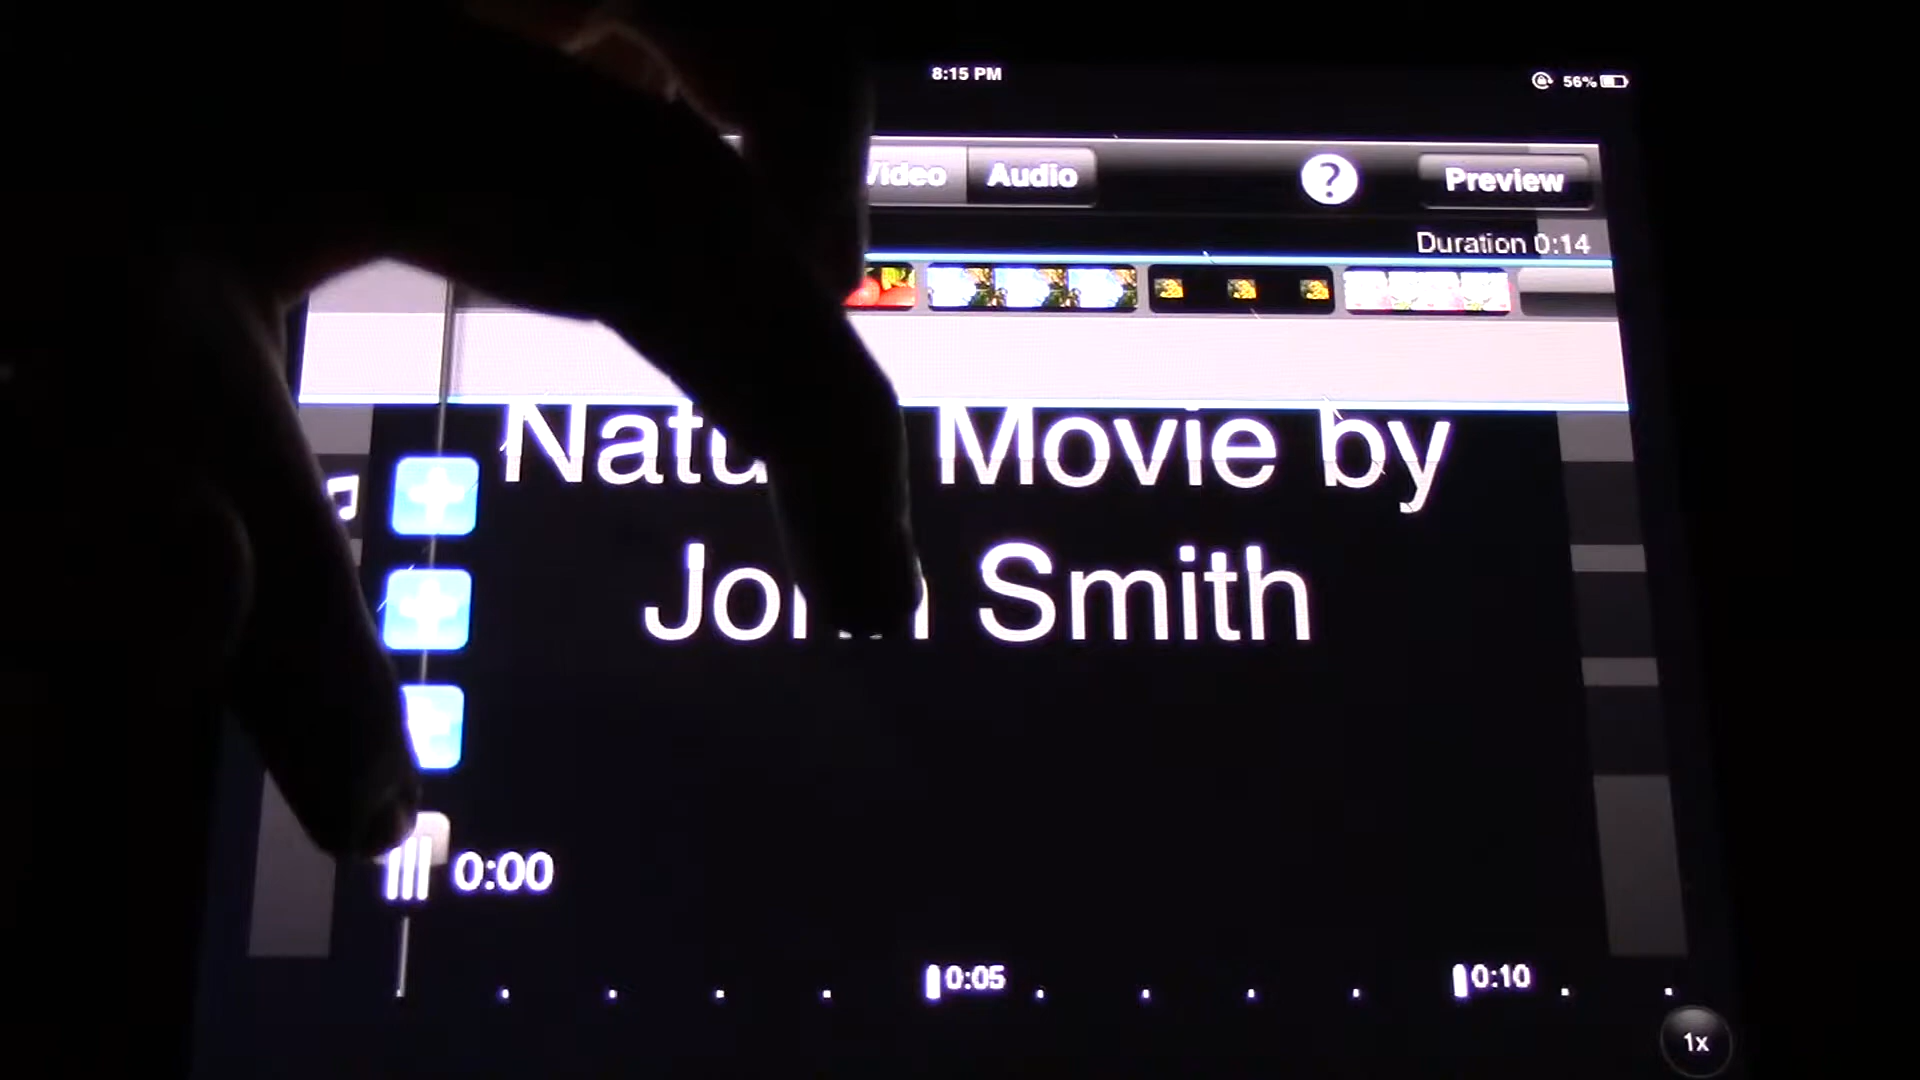 8:15 PM
56%
Video Audio ? Preview
Duration 0:14
Movie by
Smith
0:00
0:05 0:10
1x